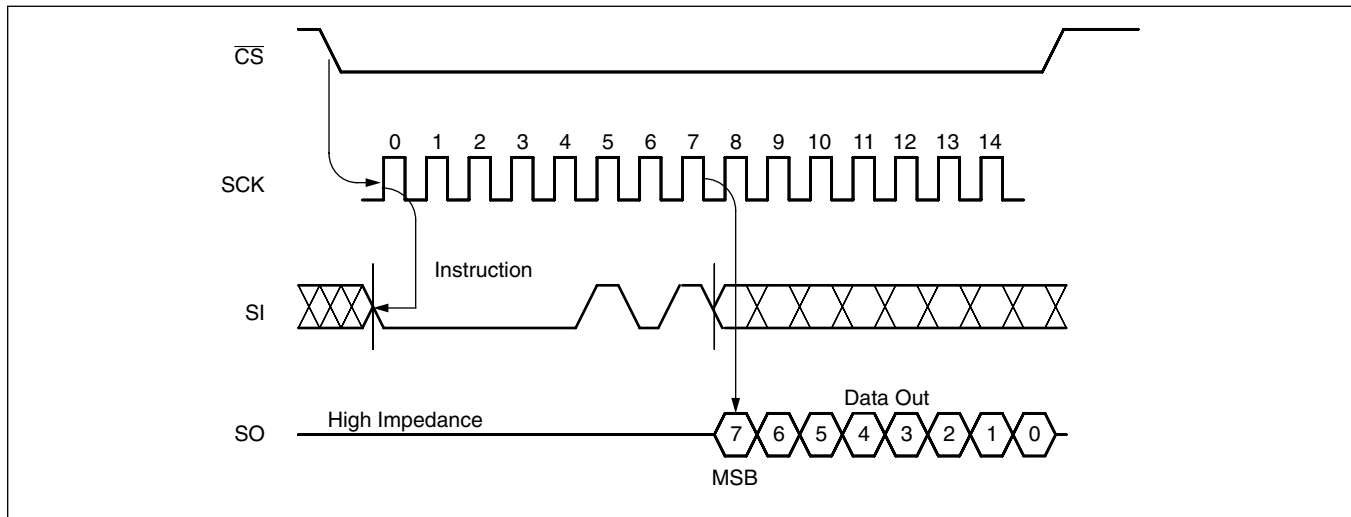 C̅S̅
0 1 2 3 4 5 6 7 8 9 10 11 12 13 14
SCK
Instruction
SI
Data Out
High Impedance
SO
7 6 5 4 3 2 1 0
MSB